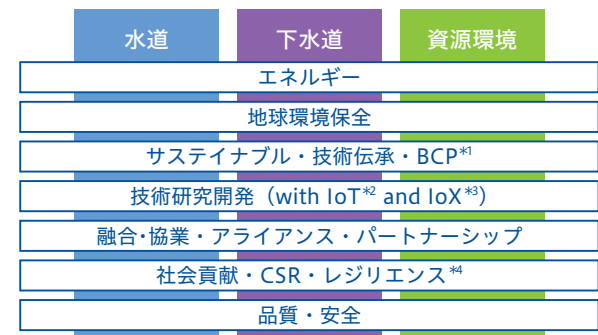 水道 下水道 資源環境
エネルギー
地球環境保全
サステイナブル・技術伝承・BCP*1
技術研究開発（with IoT*2 and IoX*3）
融合・協業・アライアンス・パートナーシップ
社会貢献・CSR・レジリエンス*4
品質・安全